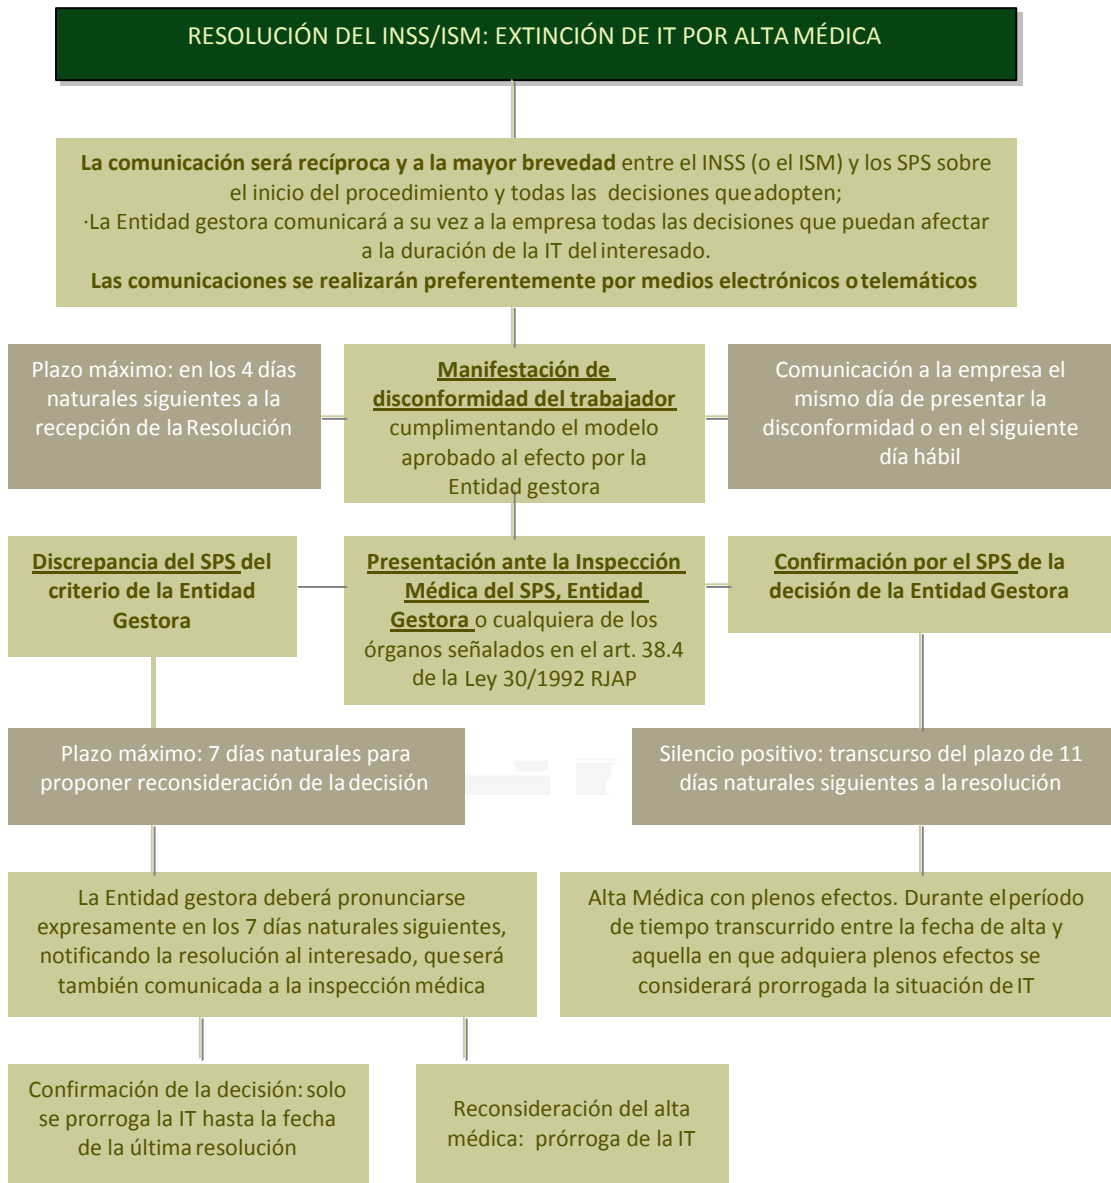 RESOLUCIÓN DEL INSS/ISM: EXTINCIÓN DE IT POR ALTA MÉDICA
La comunicación será recíproca y a la mayor brevedad entre el INSS (o el ISM) y los SPS sobre
el inicio del procedimiento y todas las decisiones que adopten;
·La Entidad gestora comunicará a su vez a la empresa todas las decisiones que puedan afectar
a la duración de la IT del interesado.
Las comunicaciones se realizarán preferentemente por medios electrónicos o telemáticos
Plazo máximo: en los 4 días
naturales siguientes a la
recepción de la Resolución
Manifestación de
disconformidad del trabajador
cumplimentando el modelo
aprobado al efecto por la
Entidad gestora
Comunicación a la empresa el
mismo día de presentar la
disconformidad o en el siguiente
día hábil
Discrepancia del SPS del
criterio de la Entidad
Gestora
Presentación ante la Inspección
Médica del SPS, Entidad
Gestora o cualquiera de los
órganos señalados en el art. 38.4
de la Ley 30/1992 RJAP
Confirmación por el SPS de la
decisión de la Entidad Gestora
Plazo máximo: 7 días naturales para
proponer reconsideración de la decisión
Silencio positivo: transcurso del plazo de 11
días naturales siguientes a la resolución
La Entidad gestora deberá pronunciarse
expresamente en los 7 días naturales siguientes,
notificando la resolución al interesado, que será
también comunicada a la inspección médica
Alta Médica con plenos efectos. Durante el período
de tiempo transcurrido entre la fecha de alta y
aquella en que adquiera plenos efectos se
considerará prorrogada la situación de IT
Confirmación de la decisión: solo
se prorroga la IT hasta la fecha
de la última resolución
Reconsideración del alta
médica: prórroga de la IT